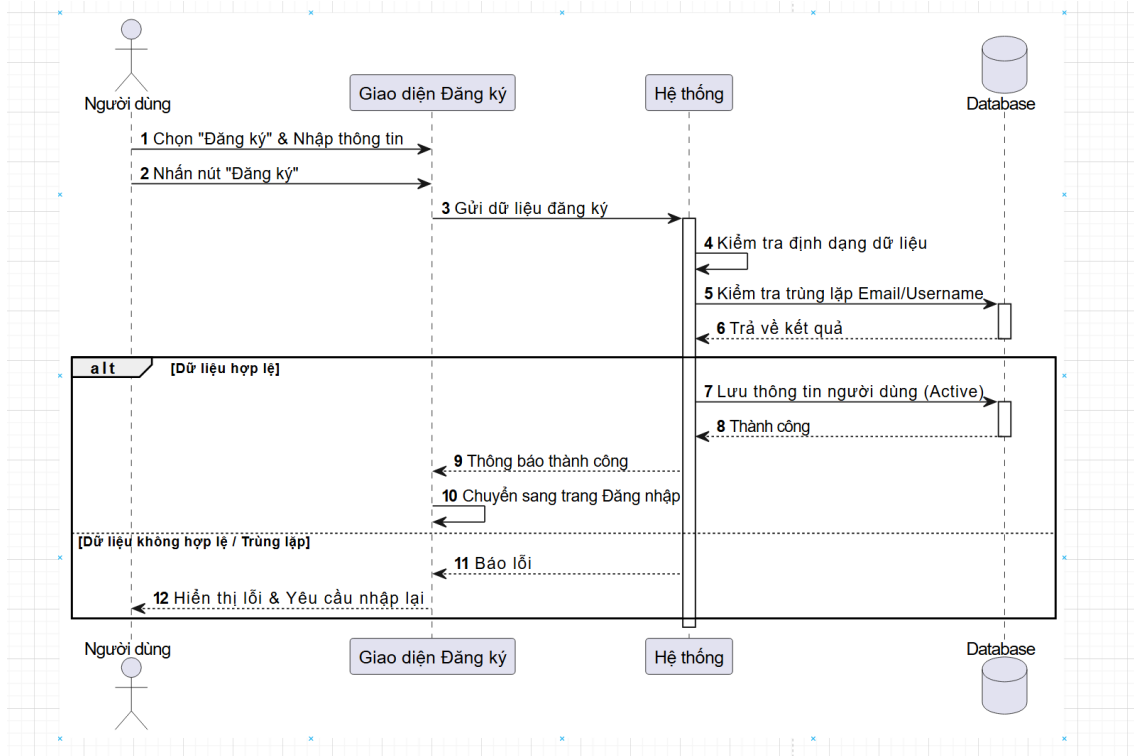 Người dùng
Giao diện Đăng ký
Hệ thống
Database
1 Chọn "Đăng ký" & Nhập thông tin
2 Nhấn nút "Đăng ký"
3 Gửi dữ liệu đăng ký
4 Kiểm tra định dạng dữ liệu
5 Kiểm tra trùng lặp Email/Username
6 Trả về kết quả
alt [Dữ liệu hợp lệ]
7 Lưu thông tin người dùng (Active)
8 Thành công
9 Thông báo thành công
10 Chuyển sang trang Đăng nhập
[Dữ liệu không hợp lệ / Trùng lặp]
11 Báo lỗi
12 Hiển thị lỗi & Yêu cầu nhập lại
Người dùng
Giao diện Đăng ký
Hệ thống
Database